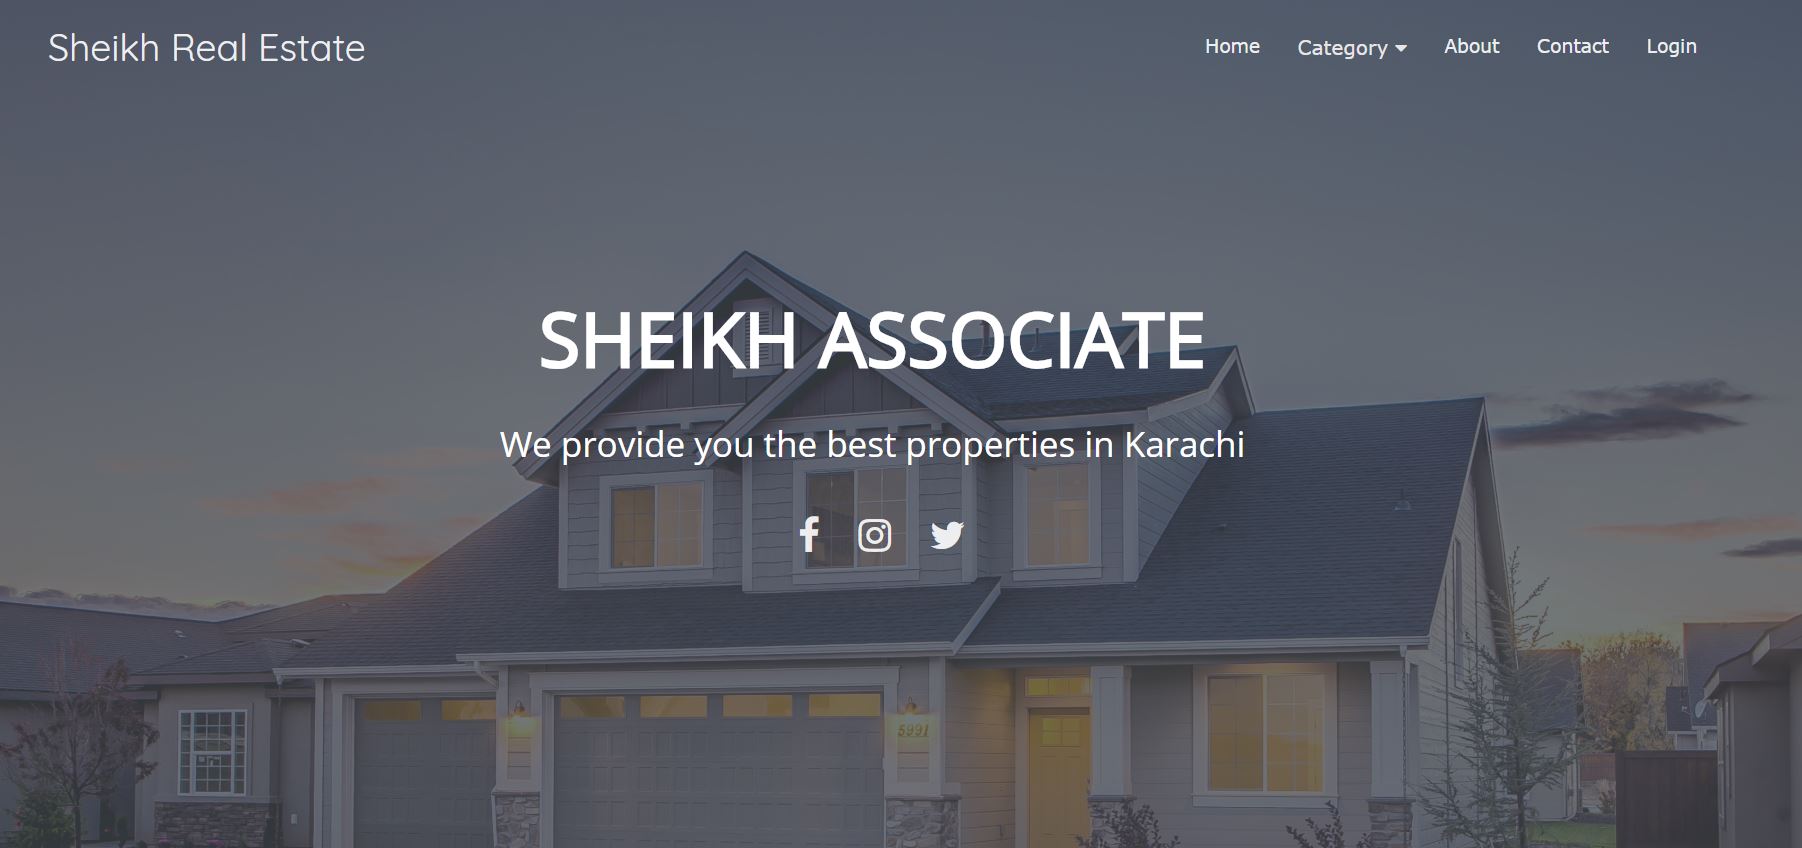 Sheikh Real Estate
Home Category About Contact Login
SHEIKH ASSOCIATE
We provide you the best properties in Karachi
5991